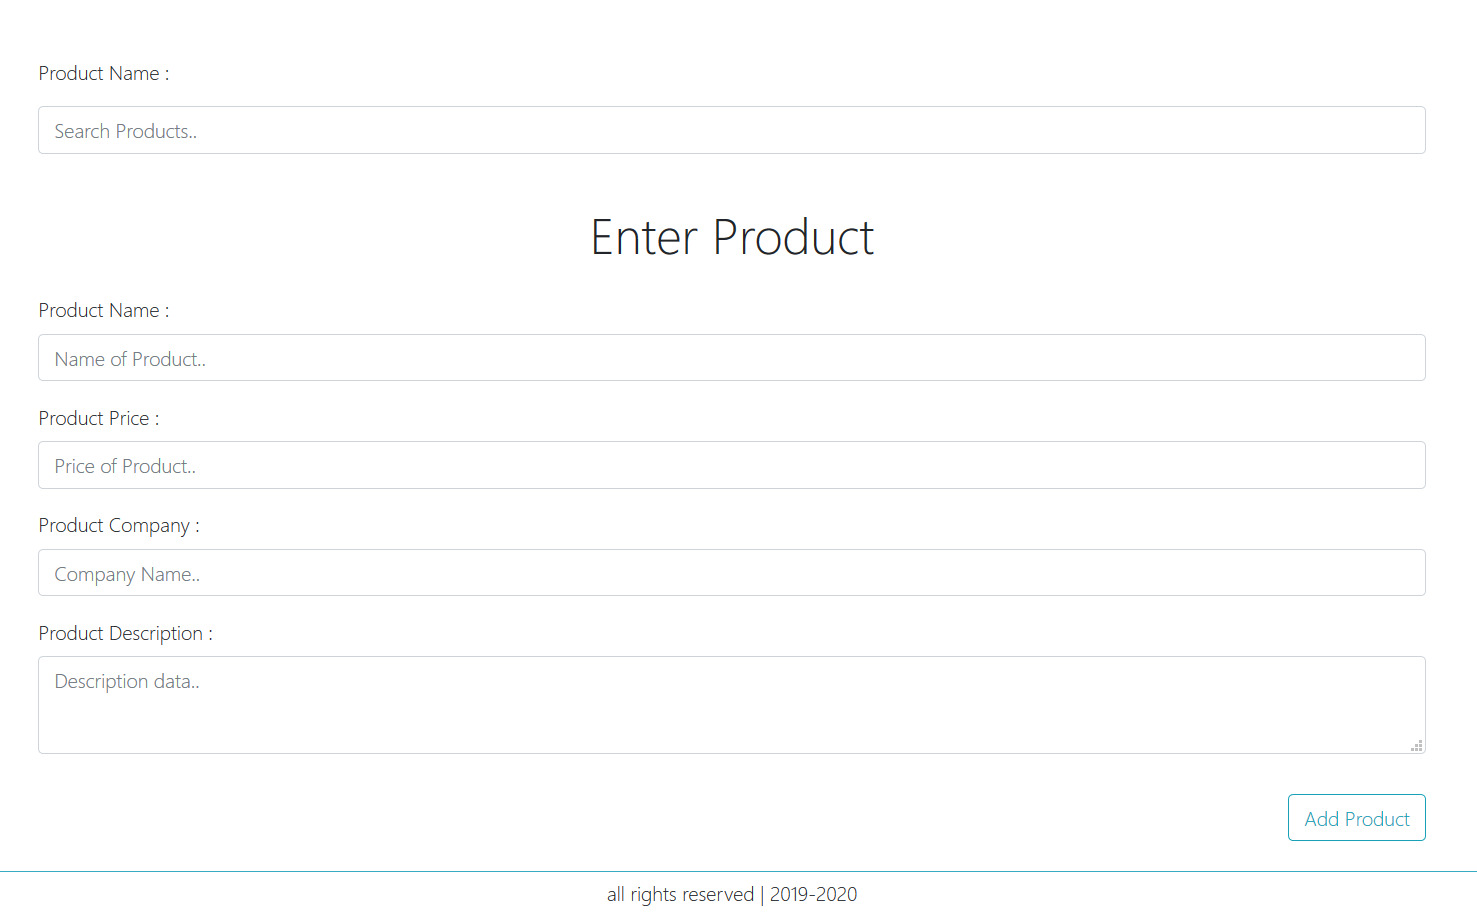 Product Name :
Search Products..
Enter Product
Product Name :
Name of Product..
Product Price :
Price of Product..
Product Company :
Company Name..
Product Description :
Description data..
Add Product
all rights reserved | 2019-2020